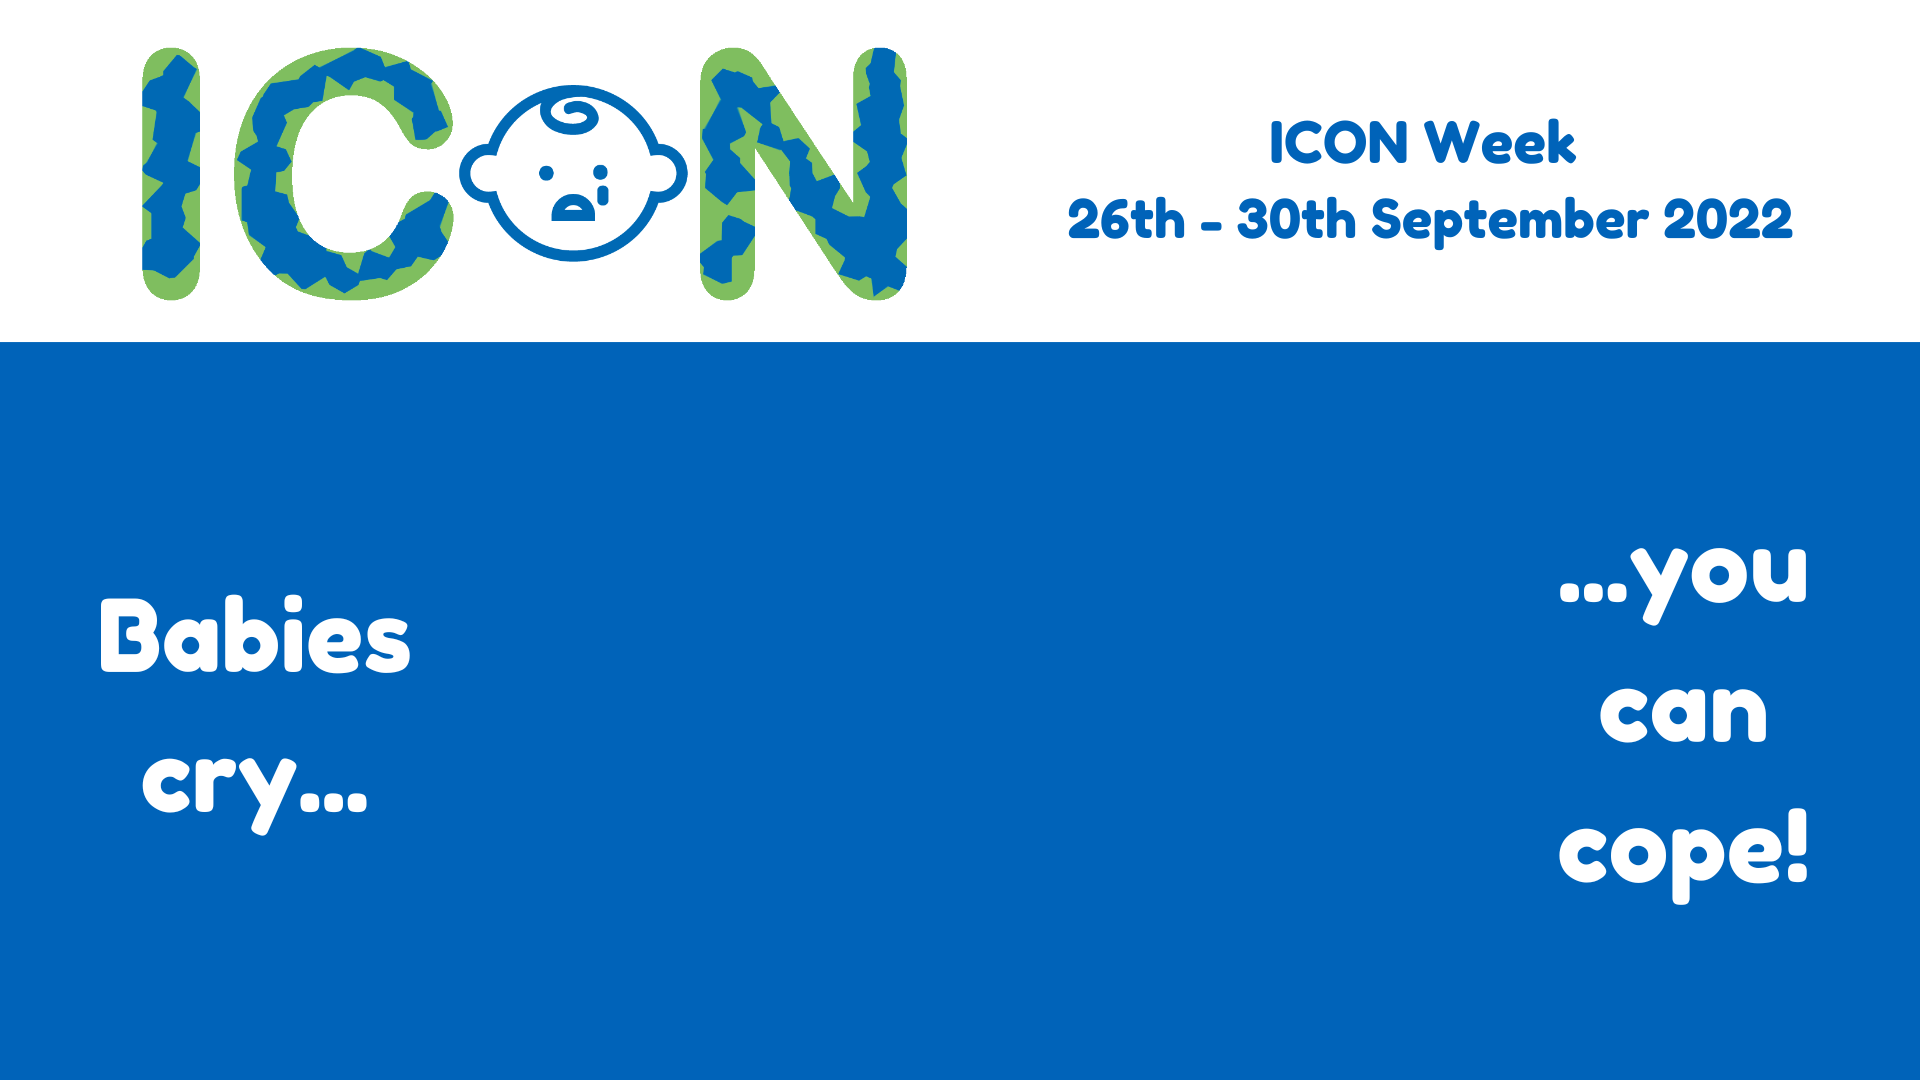 ICON
ICON Week
26th - 30th September 2022
Babies
cry...
...you
can
cope!